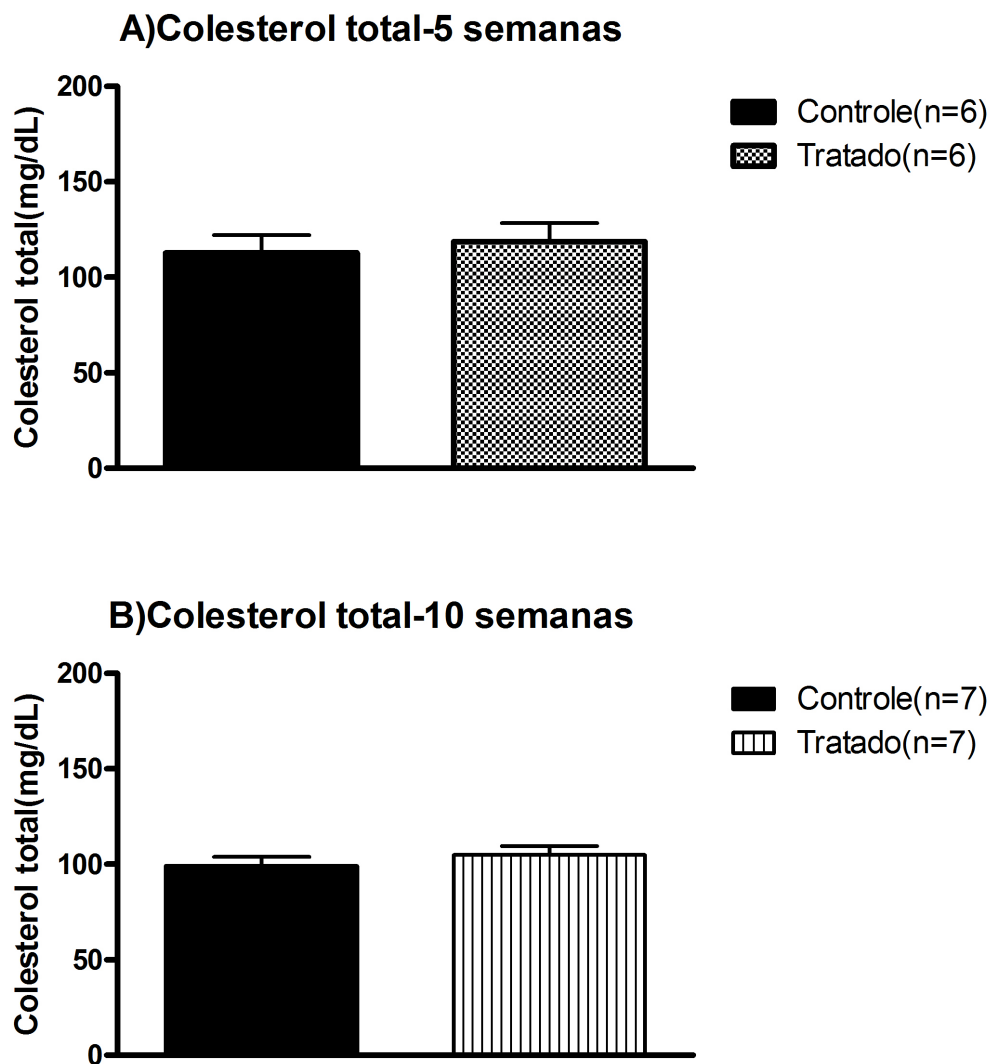 A)Colesterol total-5 semanas
Colesterol total(mg/dL)
200
150
100
50
0
Controle(n=6)
Tratado(n=6)
B)Colesterol total-10 semanas
Colesterol total(mg/dL)
200
150
100
50
0
Controle(n=7)
Tratado(n=7)